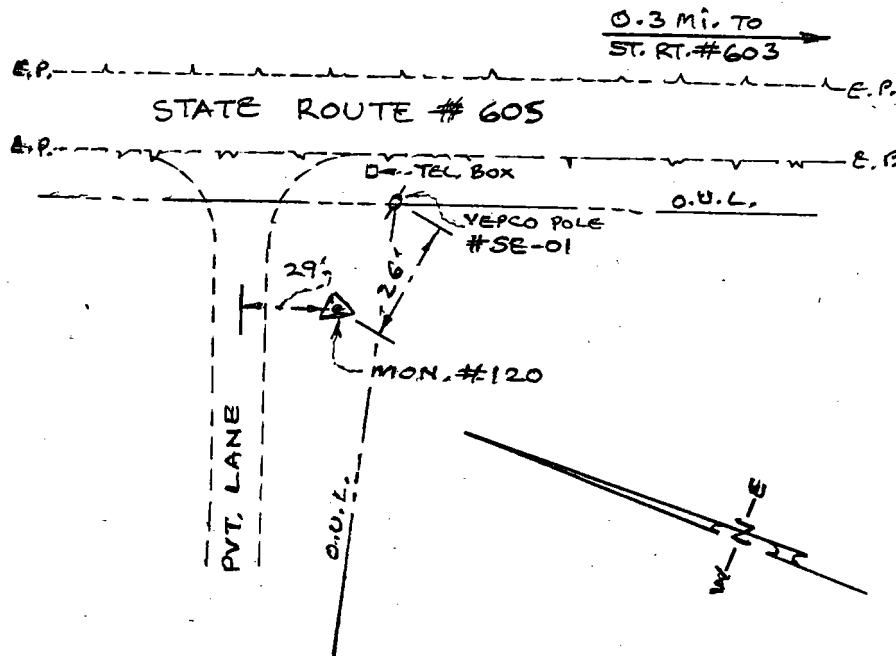 0.3 MI. TO
ST. RT. #603
E.P.
E.P.
STATE ROUTE # 605
E.P.
E.P.
TEL. BOX
O.U.L.
VEPCO POLE
#SE-01
26'
29'
MON. #120
PVT. LANE
O.U.L.
E
N
W